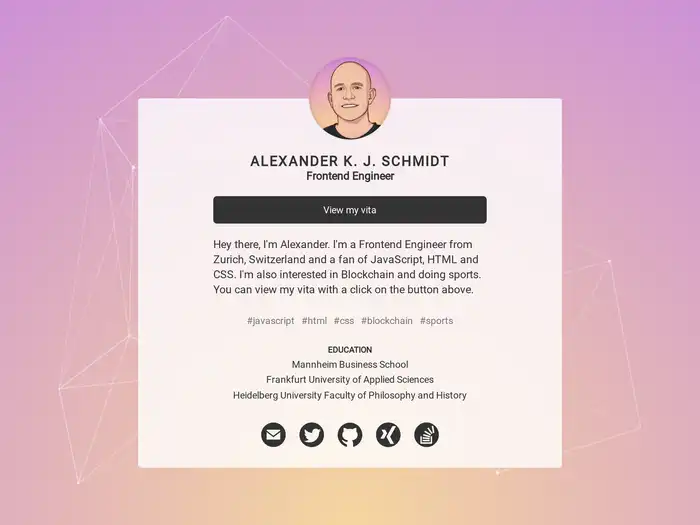 ALEXANDER K. J. SCHMIDT
Frontend Engineer
View my vita
Hey there, I'm Alexander. I'm a Frontend Engineer from
Zurich, Switzerland and a fan of JavaScript, HTML and
CSS. I'm also interested in Blockchain and doing sports.
You can view my vita with a click on the button above.
#javascript #html #css #blockchain #sports
EDUCATION
Mannheim Business School
Frankfurt University of Applied Sciences
Heidelberg University Faculty of Philosophy and History